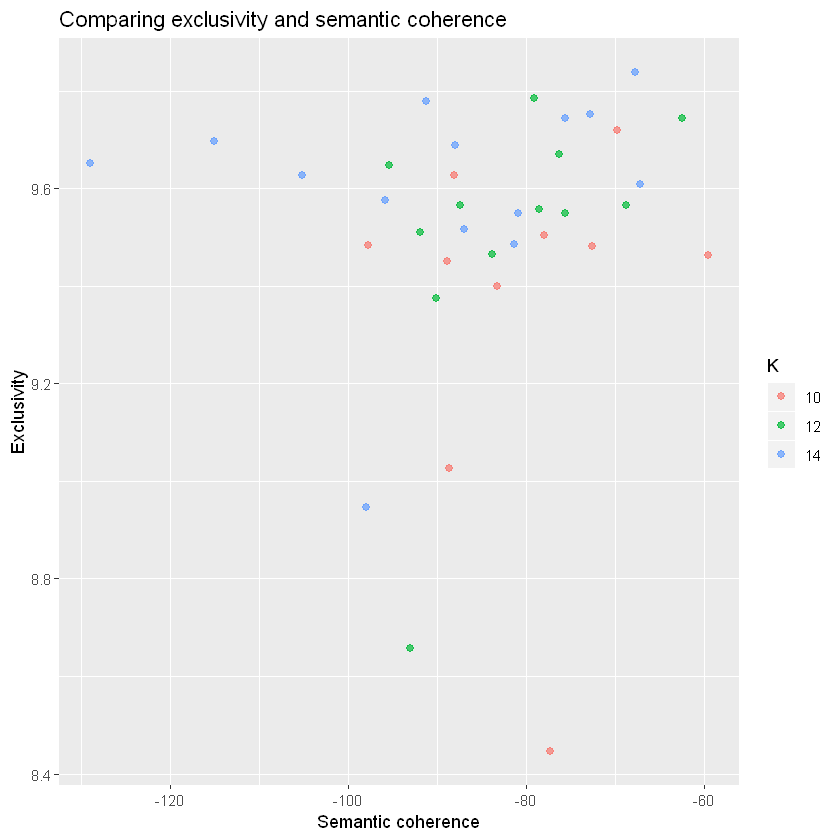 Comparing exclusivity and semantic coherence
9.6
9.2
8.8
8.4
Exclusivity
-120
-100
-80
-60
Semantic coherence
K
10
12
14